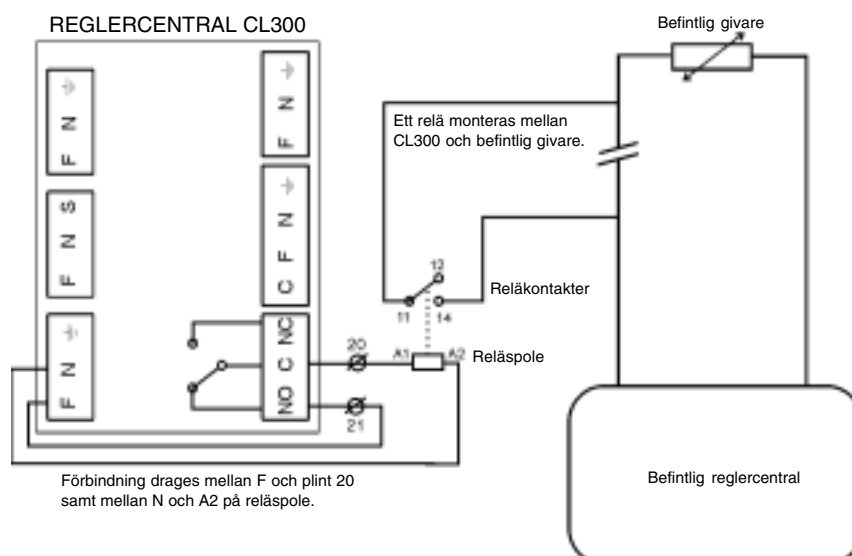 REGLERCENTRAL CL300
Befintlig givare
F N ⏚
F N ⏚
Ett relä monteras mellan
CL300 och befintlig givare.
F N S
C F N ⏚
12
11
14
Reläkontakter
F N ⏚
NO C NC
20
A1
A2
Reläspole
21
Förbindning drages mellan F och plint 20
samt mellan N och A2 på reläspole.
Befintlig reglercentral